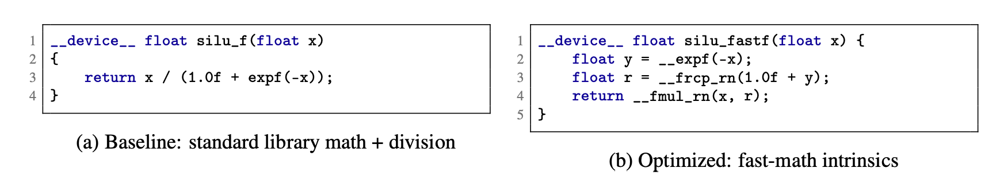 1 __device__ float silu_f(float x)
2 {
3 return x / (1.0f + expf(-x));
4 }
(a) Baseline: standard library math + division
1 __device__ float silu_fastf(float x) {
2 float y = __expf(-x);
3 float r = __frcp_rn(1.0f + y);
4 return __fmul_rn(x, r);
5 }
(b) Optimized: fast-math intrinsics